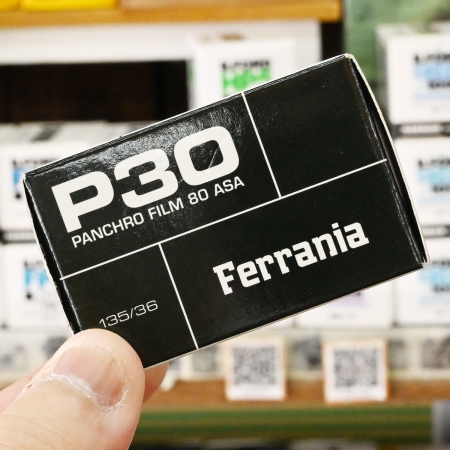 P30
PANCHRO FILM 80 ASA
Ferrania
135/36